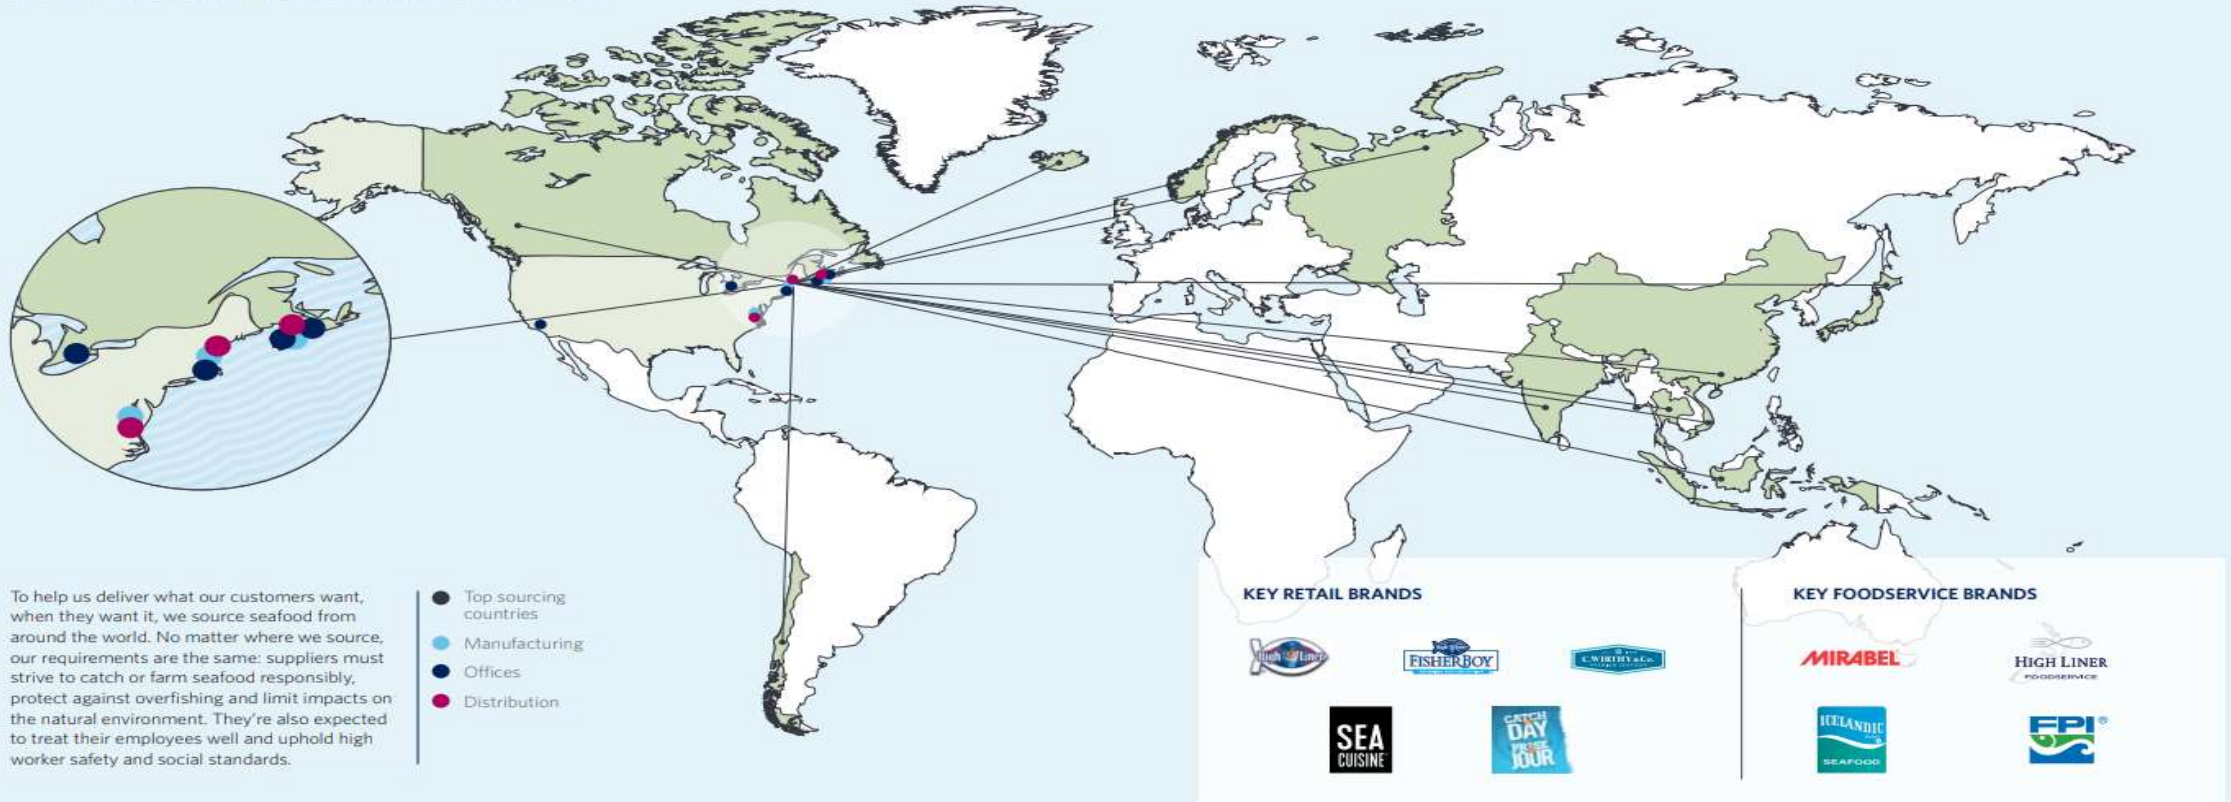 To help us deliver what our customers want,
when they want it, we source seafood from
around the world. No matter where we source,
our requirements are the same: suppliers must
strive to catch or farm seafood responsibly,
protect against overfishing and limit impacts on
the natural environment. They're also expected
to treat their employees well and uphold high
worker safety and social standards.
Top sourcing
countries
Manufacturing
Offices
Distribution
KEY RETAIL BRANDS
High Liner
FISHERBOY
C.WIRTHY & Co.
SEA
CUISINE
CATCH
DAY
PRISE
JOUR
KEY FOODSERVICE BRANDS
MIRABEL
HIGH LINER
FOODSERVICE
ICELANDIC
SEAFOOD
FPI®